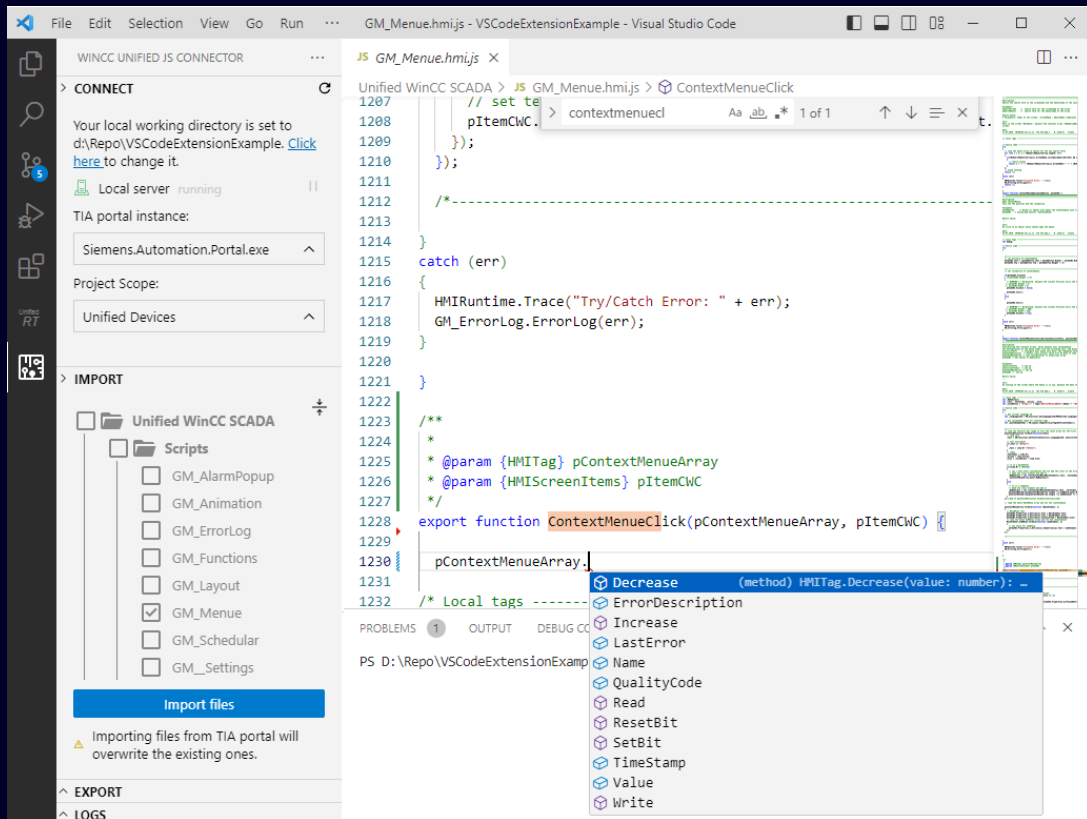 File Edit Selection View Go Run ··· GM_Menue.hmi.js - VSCodeExtensionExample - Visual Studio Code
WINCC UNIFIED JS CONNECTOR ···
CONNECT
Your local working directory is set to
d:\Repo\VSCodeExtensionExample. Click
here to change it.
Local server running
TIA portal instance:
Siemens.Automation.Portal.exe
Project Scope:
Unified Devices
IMPORT
Unified WinCC SCADA
Scripts
GM_AlarmPopup
GM_Animation
GM_ErrorLog
GM_Functions
GM_Layout
GM_Menue
GM_Schedular
GM__Settings
Import files
Importing files from TIA portal will
overwrite the existing ones.
EXPORT
LOGS
5
Unified
RT
JS GM_Menue.hmi.js
Unified WinCC SCADA > JS GM_Menue.hmi.js > ContextMenueClick
contextmenuecl Aa ab .* 1 of 1
1207 // set te
1208 pItemCWC. t.
1209 });
1210 });
1211
1212 /*--------------------------------------------------------------------
1213
1214 }
1215 catch (err)
1216 {
1217 HMIRuntime.Trace("Try/Catch Error: " + err);
1218 GM_ErrorLog.ErrorLog(err);
1219 }
1220
1221 }
1222
1223 /**
1224 *
1225 * @param {HMITag} pContextMenueArray
1226 * @param {HMIScreenItems} pItemCWC
1227 */
1228 export function ContextMenueClick(pContextMenueArray, pItemCWC) {
1229
1230 pContextMenueArray.
1231
1232 /* Local tags -------
Decrease (method) HMITag.Decrease(value: number): …
ErrorDescription
Increase
LastError
Name
QualityCode
Read
ResetBit
SetBit
TimeStamp
Value
Write
PROBLEMS 1 OUTPUT DEBUG CO
PS D:\Repo\VSCodeExtensionExamp